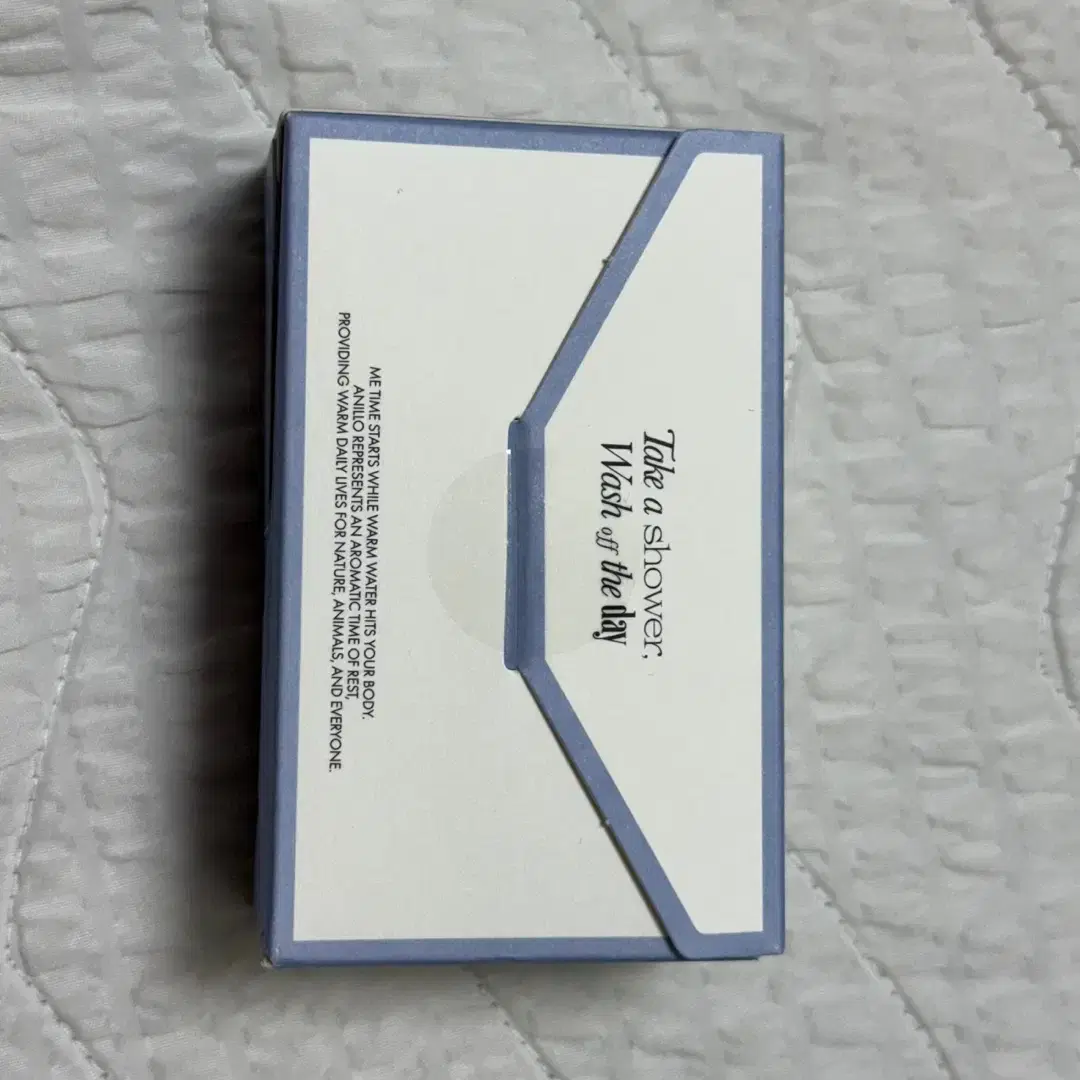 Take a shower,
Wash off the day
ME TIME STARTS WHILE WARM WATER HITS YOUR BODY.
ANILLO REPRESENTS AN AROMATIC TIME OF REST,
PROVIDING WARM DAILY LIVES FOR NATURE, ANIMALS, AND EVERYONE.